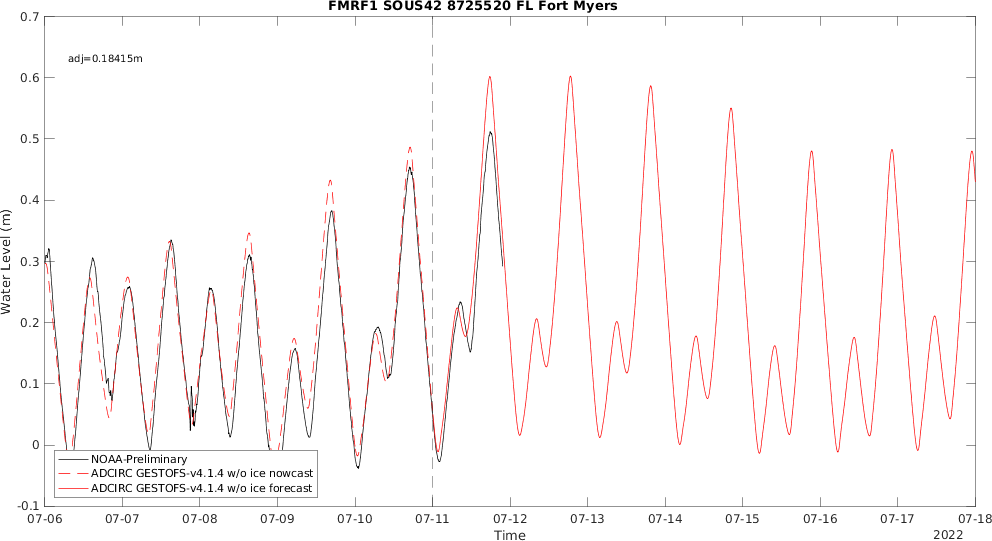 FMRF1 SOUS42 8725520 FL Fort Myers
adj=0.18415m
0.7
0.6
0.5
0.4
0.3
0.2
0.1
0
-0.1
Water Level (m)
NOAA-Preliminary
ADCIRC GESTOFS-v4.1.4 w/o ice nowcast
ADCIRC GESTOFS-v4.1.4 w/o ice forecast
07-06 07-07 07-08 07-09 07-10 07-11 07-12 07-13 07-14 07-15 07-16 07-17 07-18
Time
2022